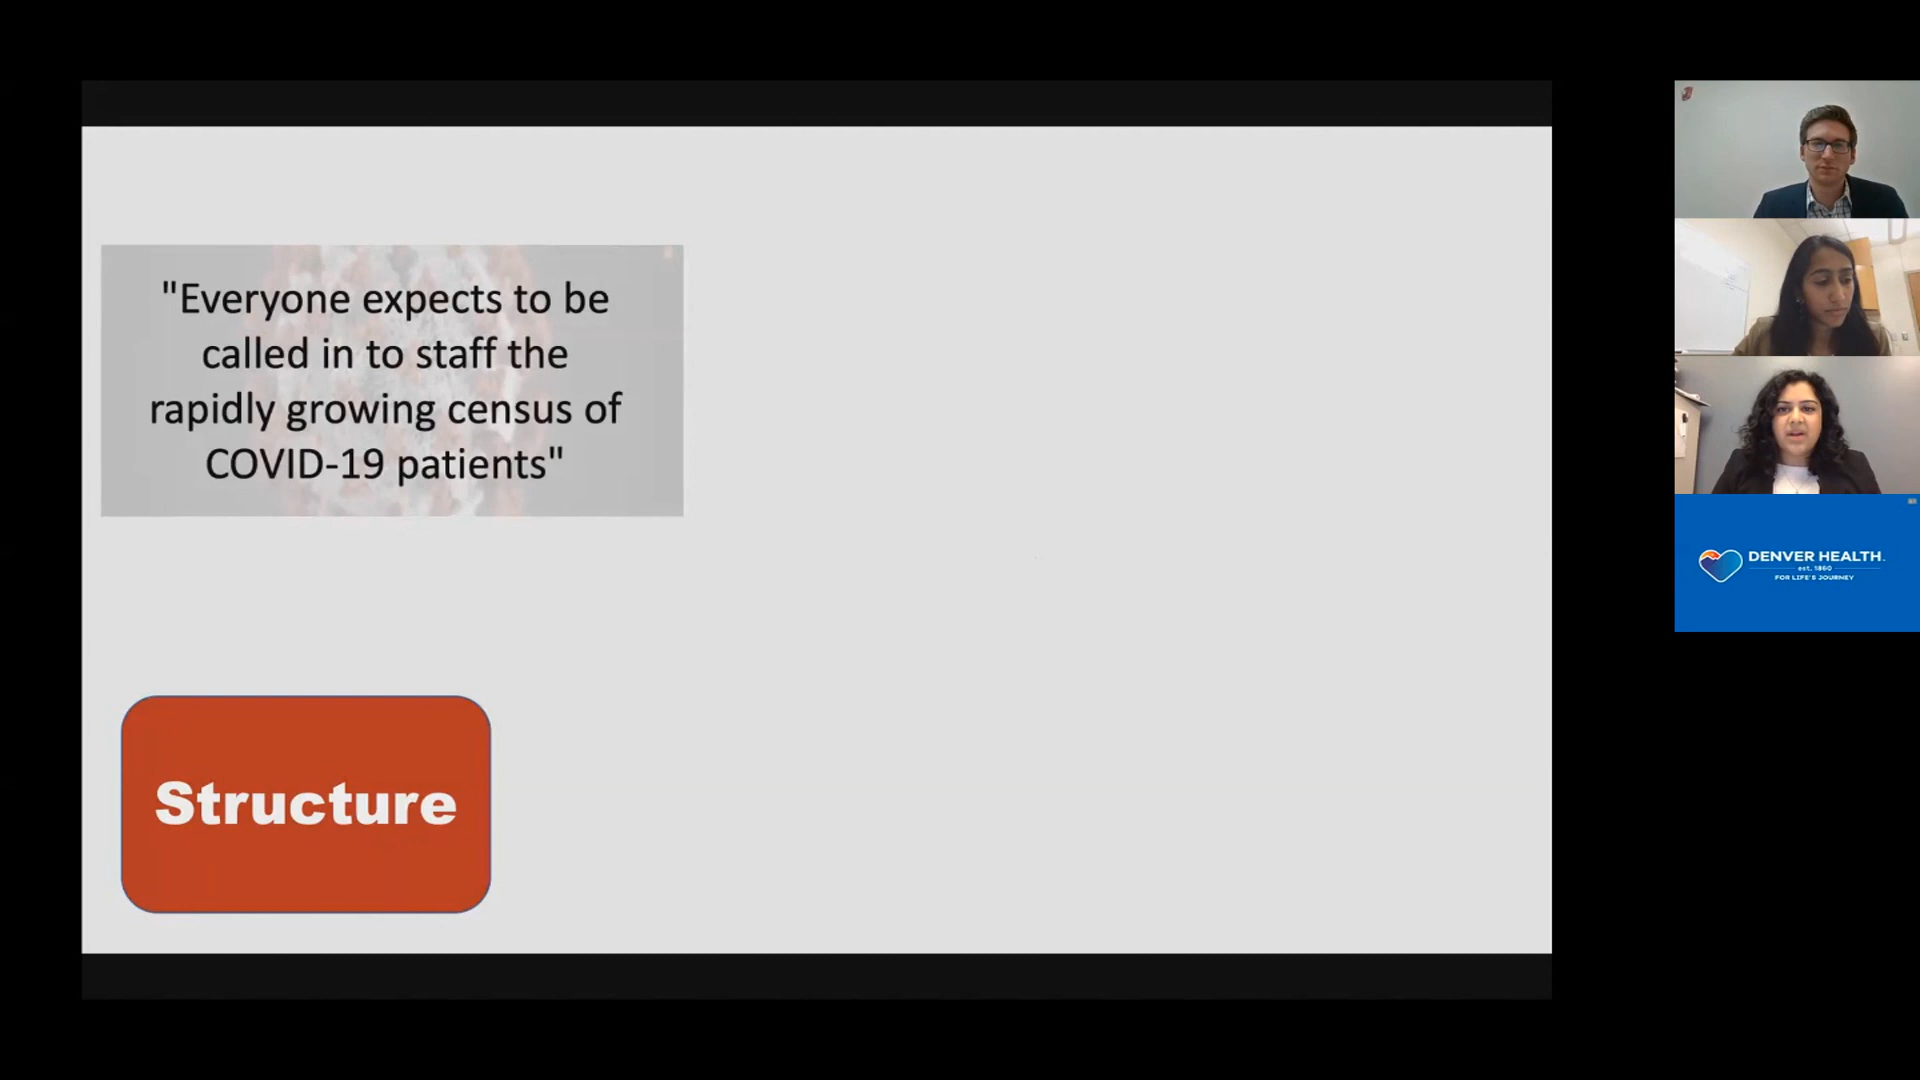 "Everyone expects to be
called in to staff the
rapidly growing census of
COVID-19 patients"
Structure
DENVER HEALTH.
est. 1860
FOR LIFE'S JOURNEY